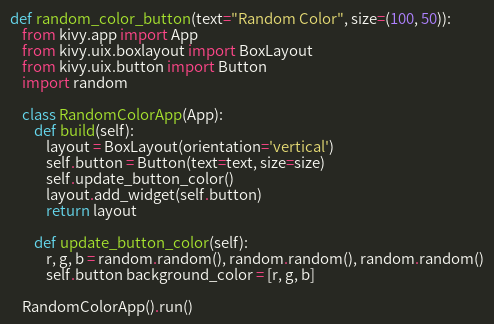 def random_color_button(text="Random Color", size=(100, 50)):
from kivy.app import App
from kivy.uix.boxlayout import BoxLayout
from kivy.uix.button import Button
import random
class RandomColorApp(App):
def build(self):
layout = BoxLayout(orientation='vertical')
self.button = Button(text=text, size=size)
self.update_button_color()
layout.add_widget(self.button)
return layout
def update_button_color(self):
r, g, b = random.random(), random.random(), random.random()
self.button background_color = [r, g, b]
RandomColorApp().run()